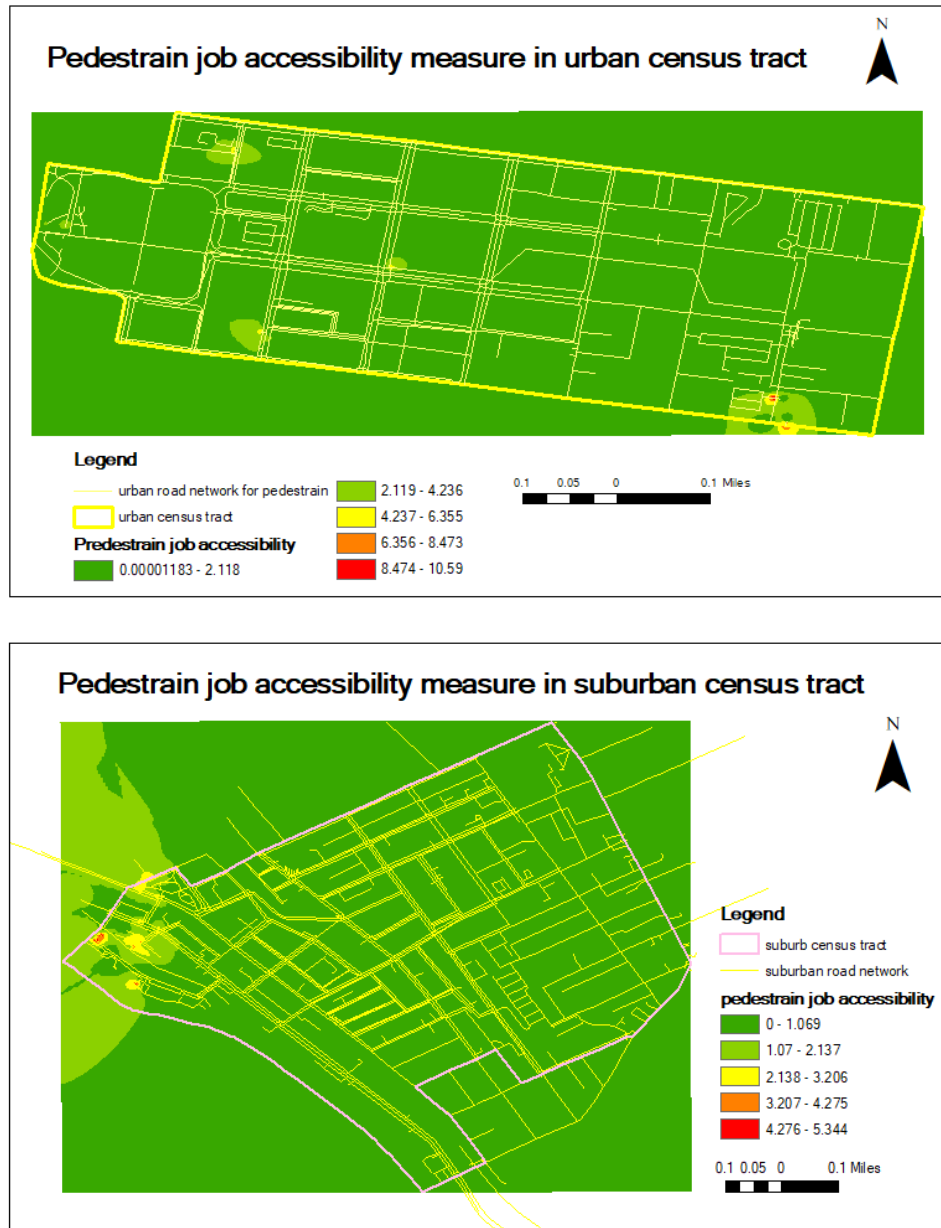 Pedestrain job accessibility measure in urban census tract
N
Legend
urban road network for pedestrain
urban census tract
Predestrain job accessibility
0.00001183 - 2.118
2.119 - 4.236
4.237 - 6.355
6.356 - 8.473
8.474 - 10.59
0.1 0.05 0 0.1 Miles
Pedestrain job accessibility measure in suburban census tract
N
Legend
suburb census tract
suburban road network
pedestrain job accessibility
0 - 1.069
1.07 - 2.137
2.138 - 3.206
3.207 - 4.275
4.276 - 5.344
0.1 0.05 0 0.1 Miles